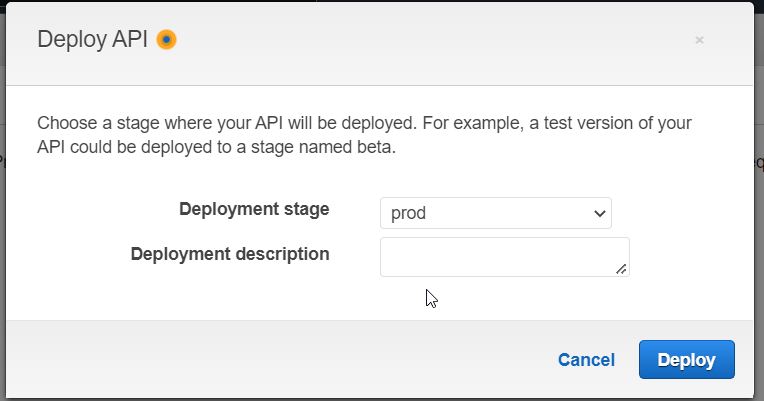 Deploy API
×
Choose a stage where your API will be deployed. For example, a test version of your
API could be deployed to a stage named beta.
Deployment stage prod
Deployment description
Cancel Deploy